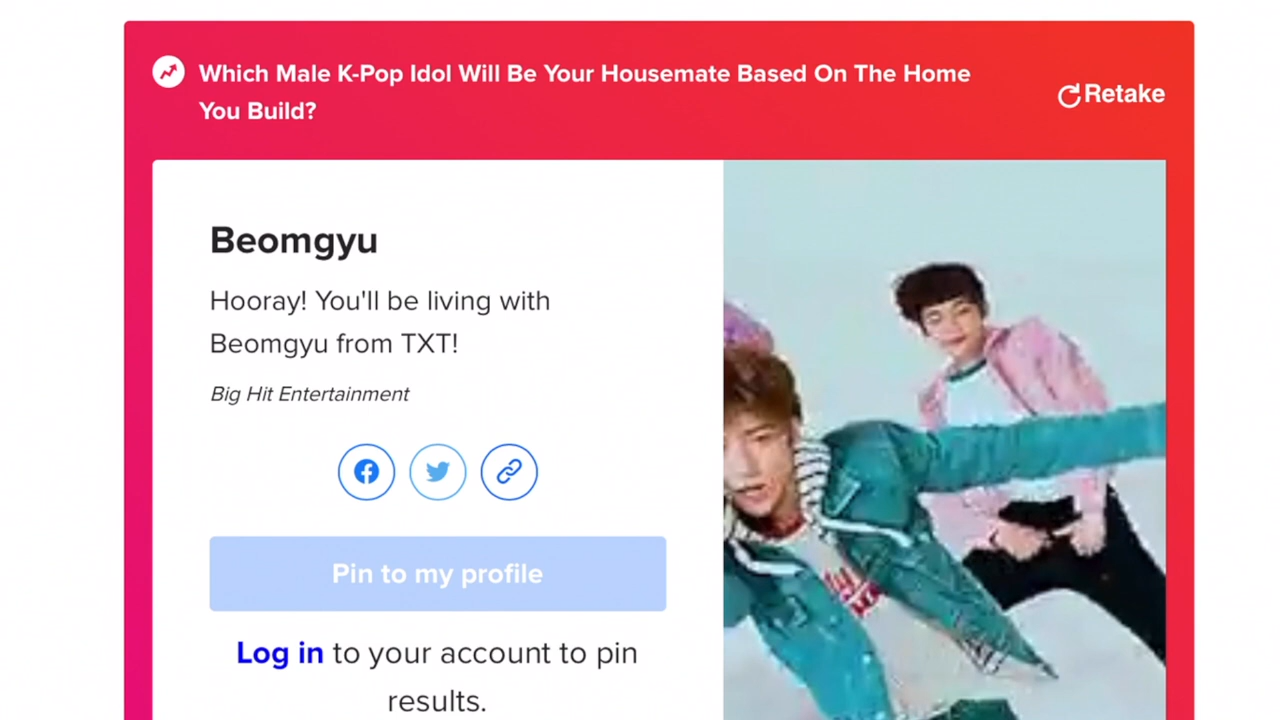 Which Male K-Pop Idol Will Be Your Housemate Based On The Home
You Build?
Retake
Beomgyu
Hooray! You'll be living with
Beomgyu from TXT!
Big Hit Entertainment
Pin to my profile
Log in to your account to pin
results.